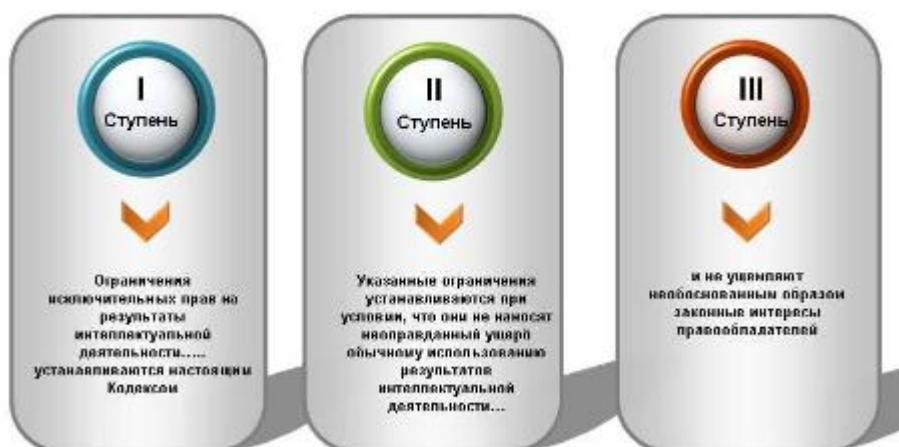 I
Ступень
Ограничения
исключительных прав на
результаты
интеллектуальной
деятельности.....
устанавливаются настоящим
Кодексом
II
Ступень
Указанные ограничения
устанавливаются при
условии, что они не наносят
неоправданный ущерб
обычному использованию
результатов
интеллектуальной
деятельности...
III
Ступень
и не ущемляют
необоснованным образом
законные интересы
правообладателей